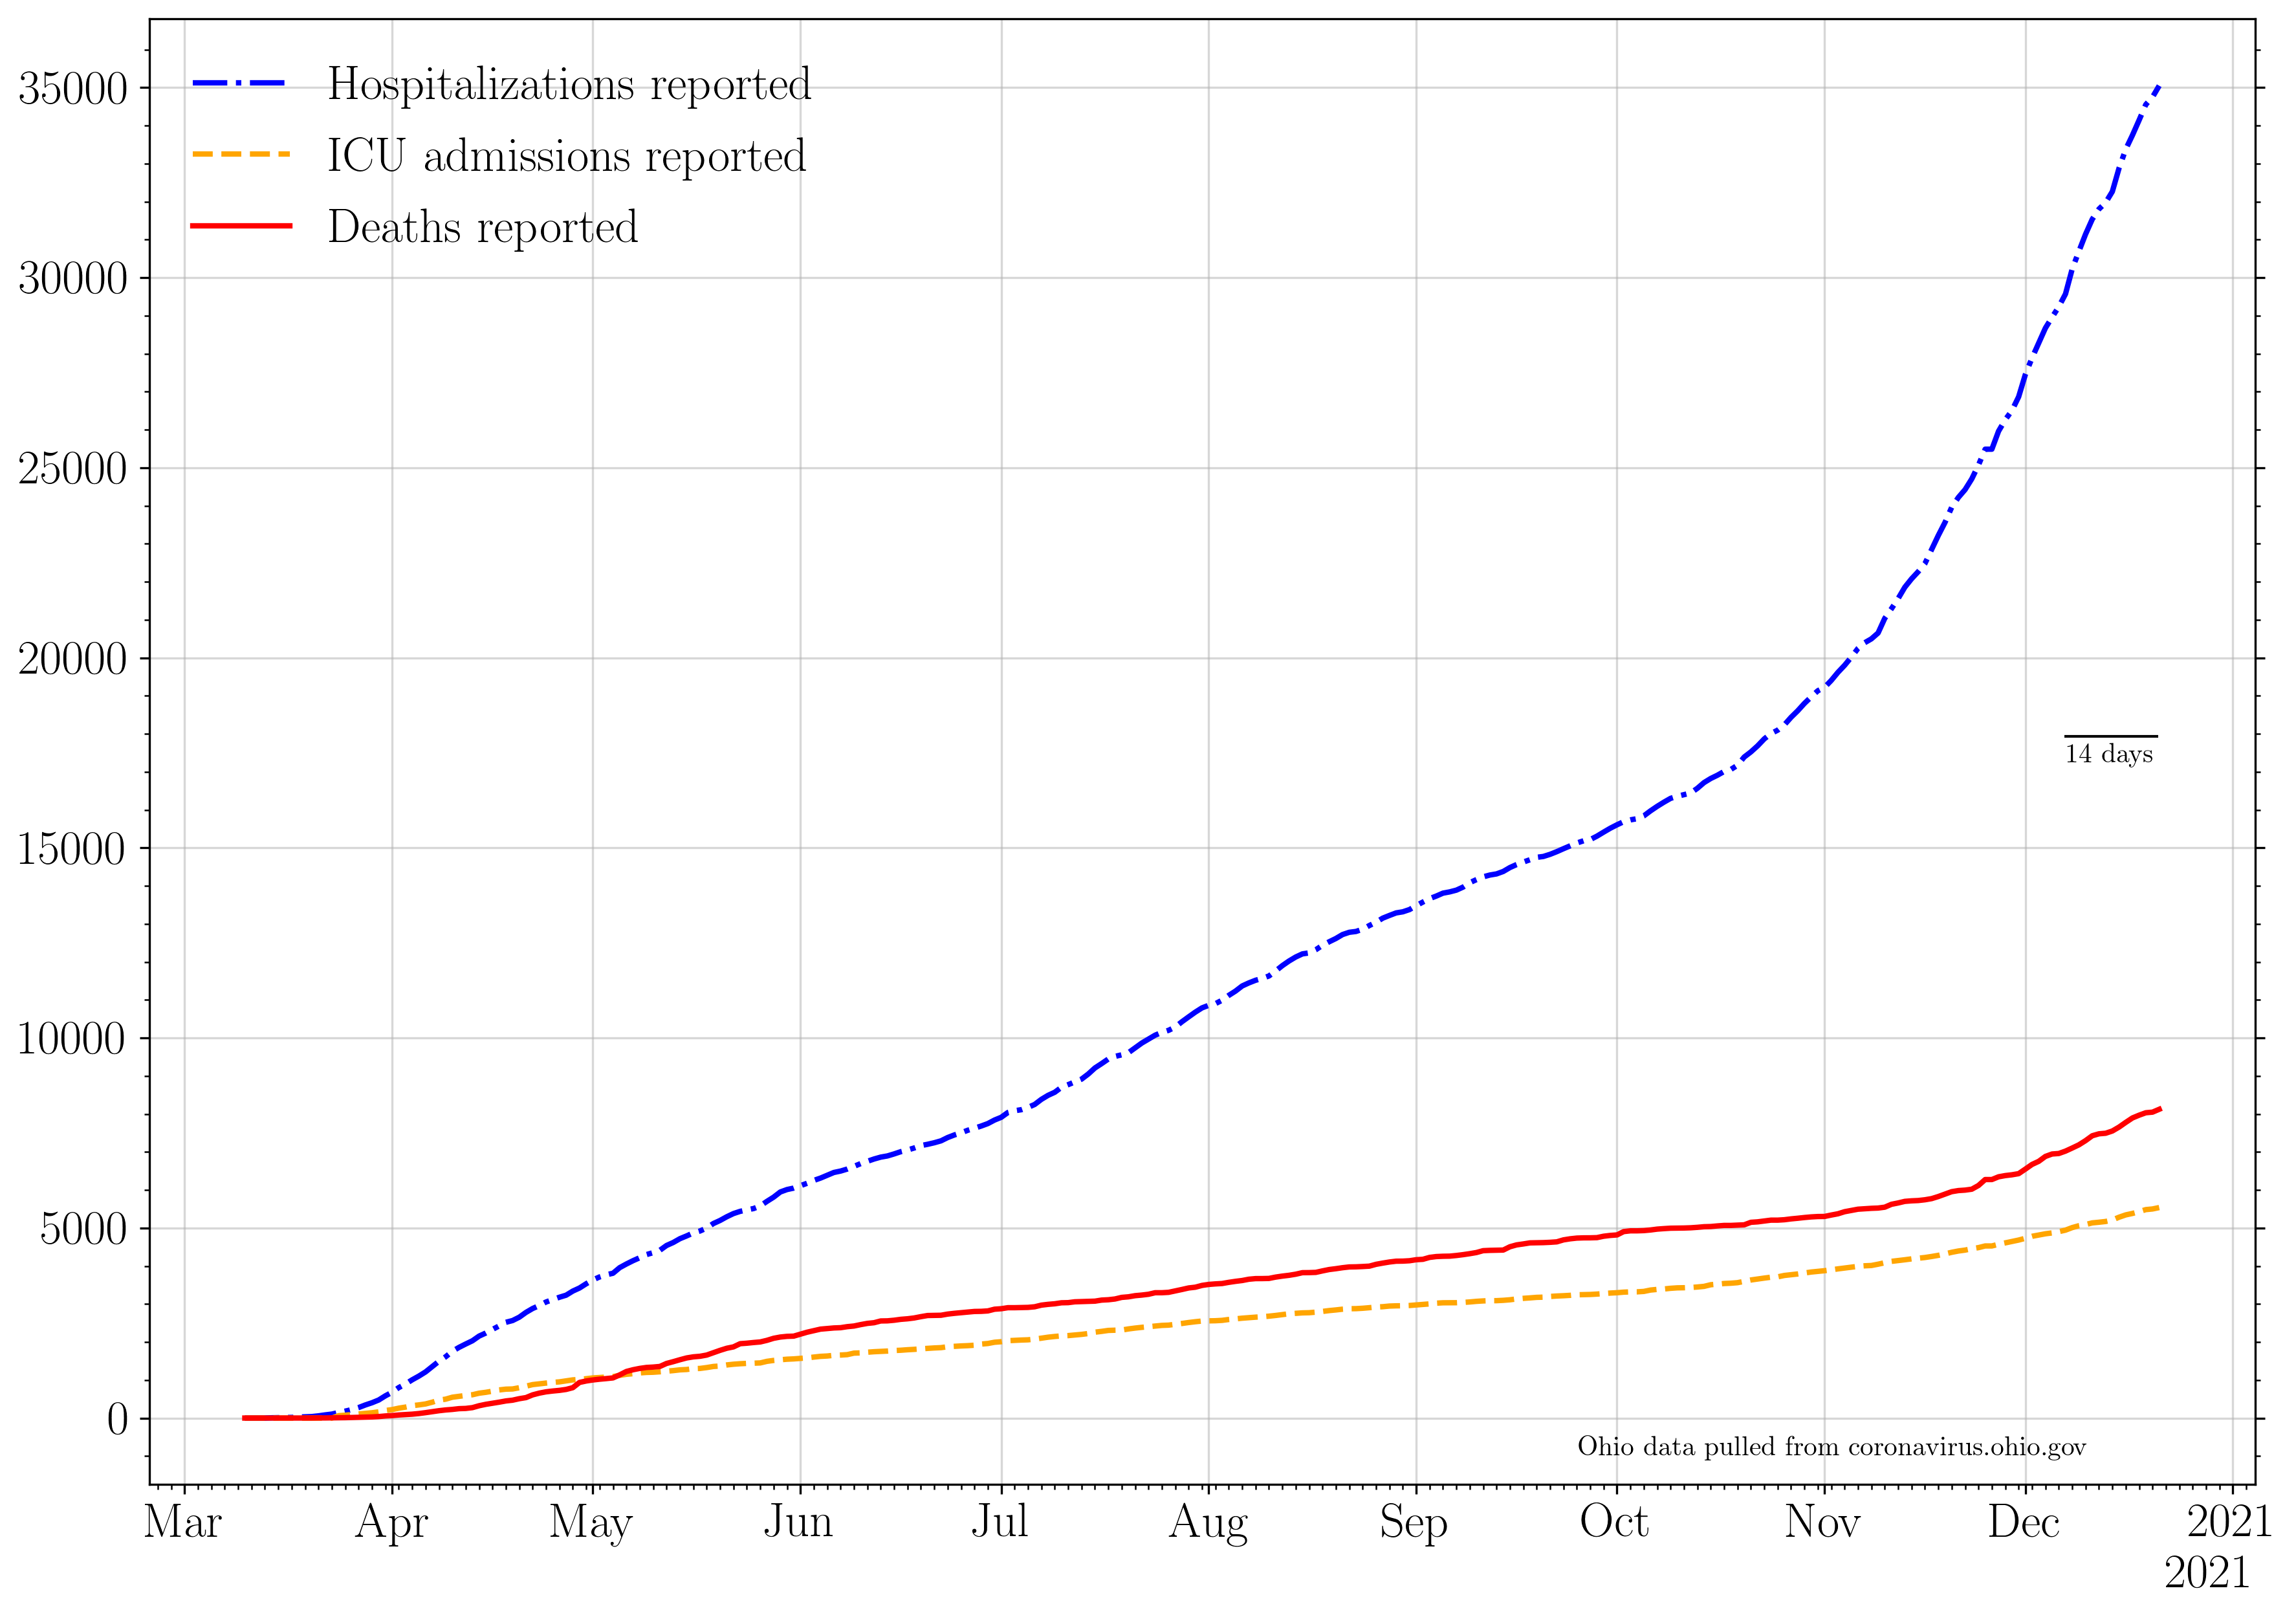 35000
Hospitalizations reported
ICU admissions reported
Deaths reported
30000
25000
20000
14 days
15000
10000
5000
0
Ohio data pulled from coronavirus.ohio.gov
Mar Apr May Jun Jul Aug Sep Oct Nov Dec 2021
2021